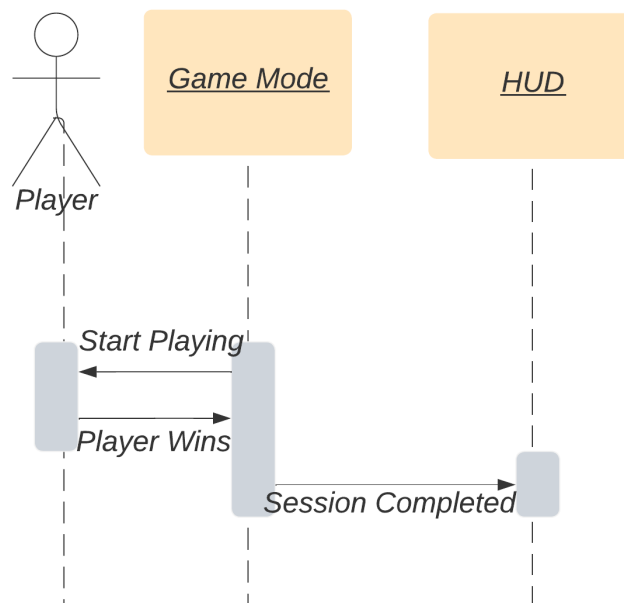 Game Mode
HUD
Player
Start Playing
Player Wins
Session Completed